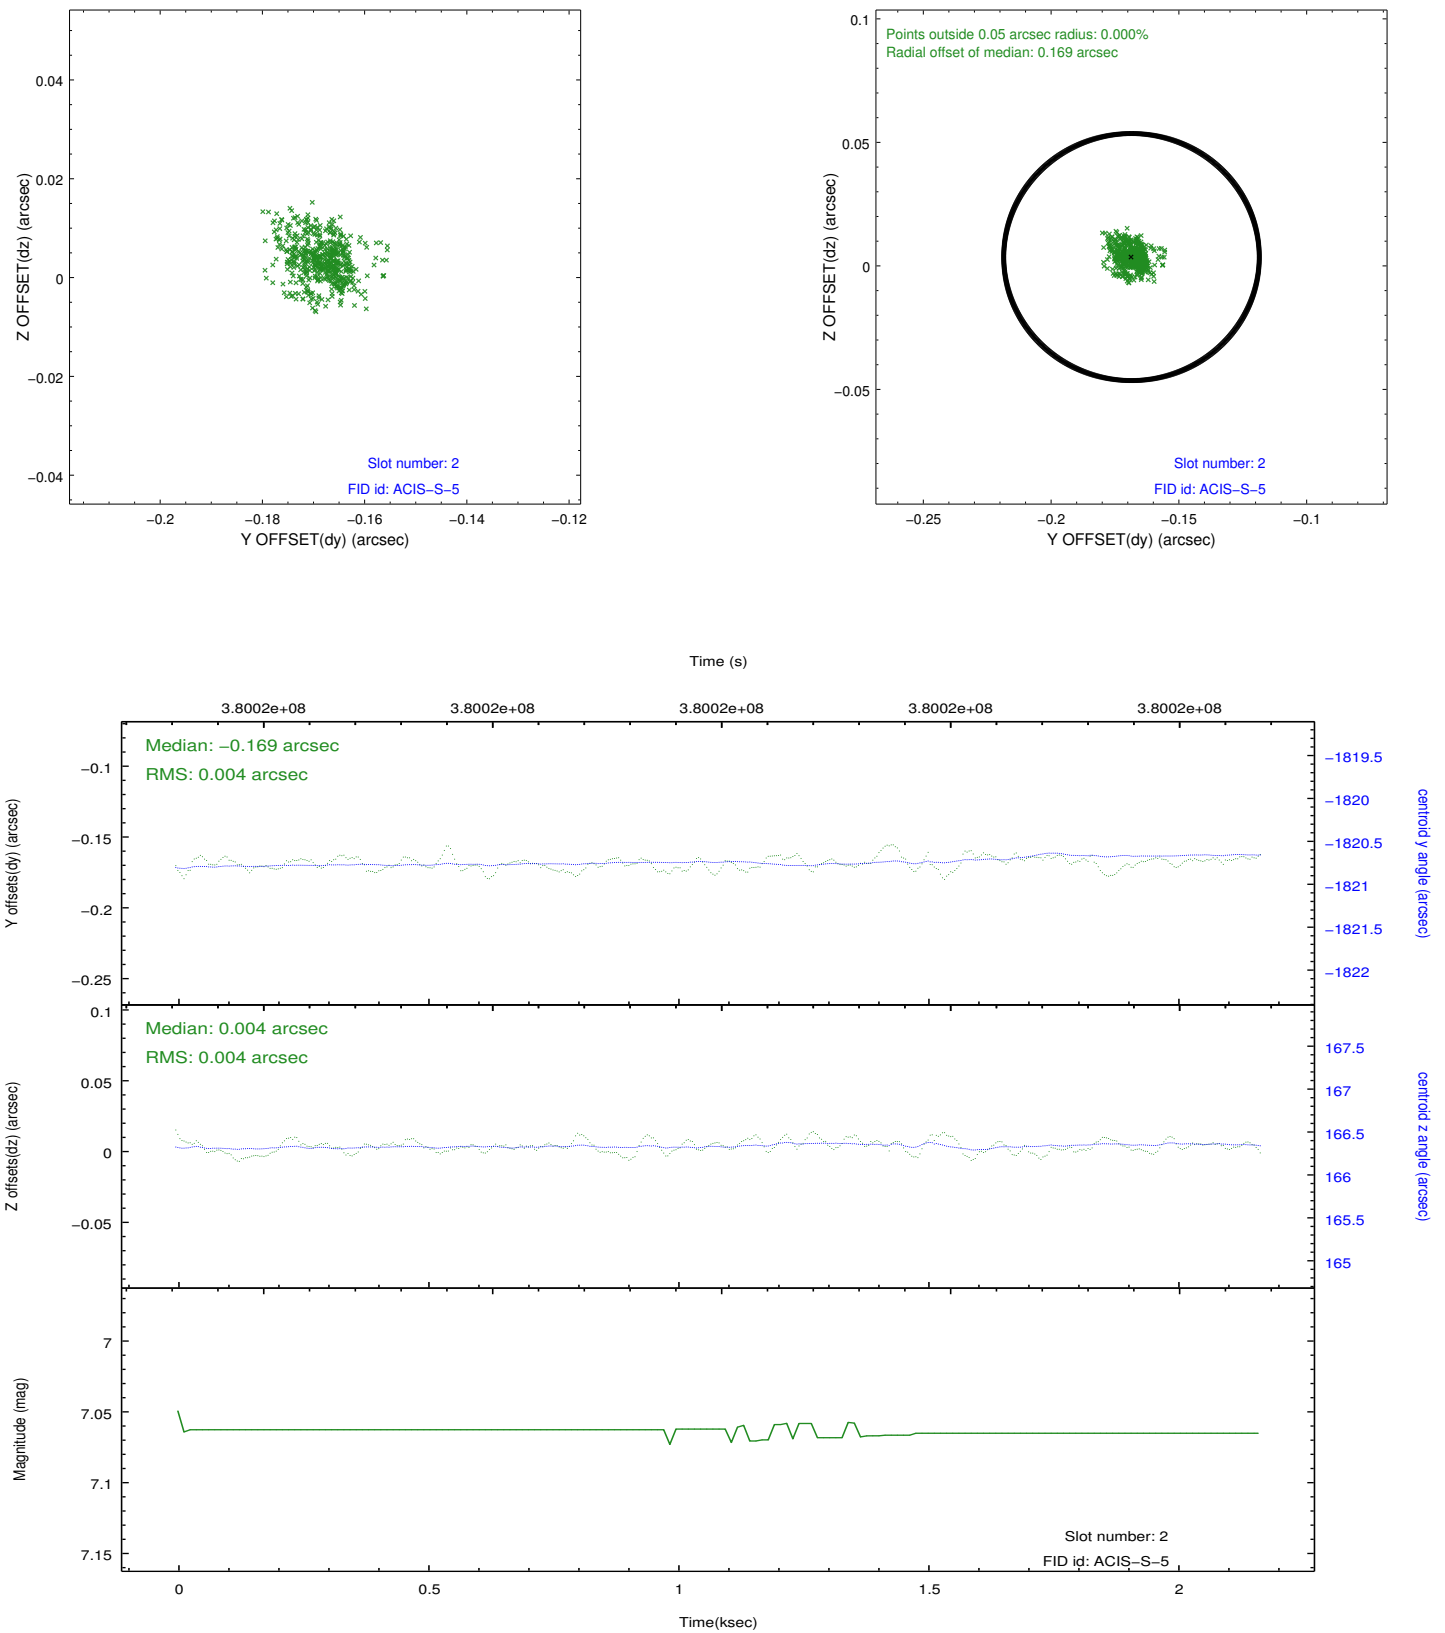 0.04
0.02
0
−0.02
−0.04
Z OFFSET(dz) (arcsec)
Slot number: 2
FID id: ACIS−S−5
−0.2
−0.18
−0.16
−0.14
−0.12
Y OFFSET(dy) (arcsec)
Points outside 0.05 arcsec radius: 0.000%
Radial offset of median: 0.169 arcsec
0.1
0.05
0
−0.05
Z OFFSET(dz) (arcsec)
Slot number: 2
FID id: ACIS−S−5
−0.25
−0.2
−0.15
−0.1
Y OFFSET(dy) (arcsec)
Time (s)
3.8002e+08
3.8002e+08
3.8002e+08
3.8002e+08
3.8002e+08
Median: −0.169 arcsec
RMS: 0.004 arcsec
−0.1
−0.15
−0.2
−0.25
Y offsets(dy) (arcsec)
−1819.5
−1820
−1820.5
−1821
−1821.5
−1822
centroid y angle (arcsec)
Median: 0.004 arcsec
RMS: 0.004 arcsec
0.1
0.05
0
−0.05
Z offsets(dz) (arcsec)
167.5
167
166.5
166
165.5
165
centroid z angle (arcsec)
7
7.05
7.1
7.15
Magnitude (mag)
Slot number: 2
FID id: ACIS−S−5
0
0.5
1
1.5
2
Time(ksec)